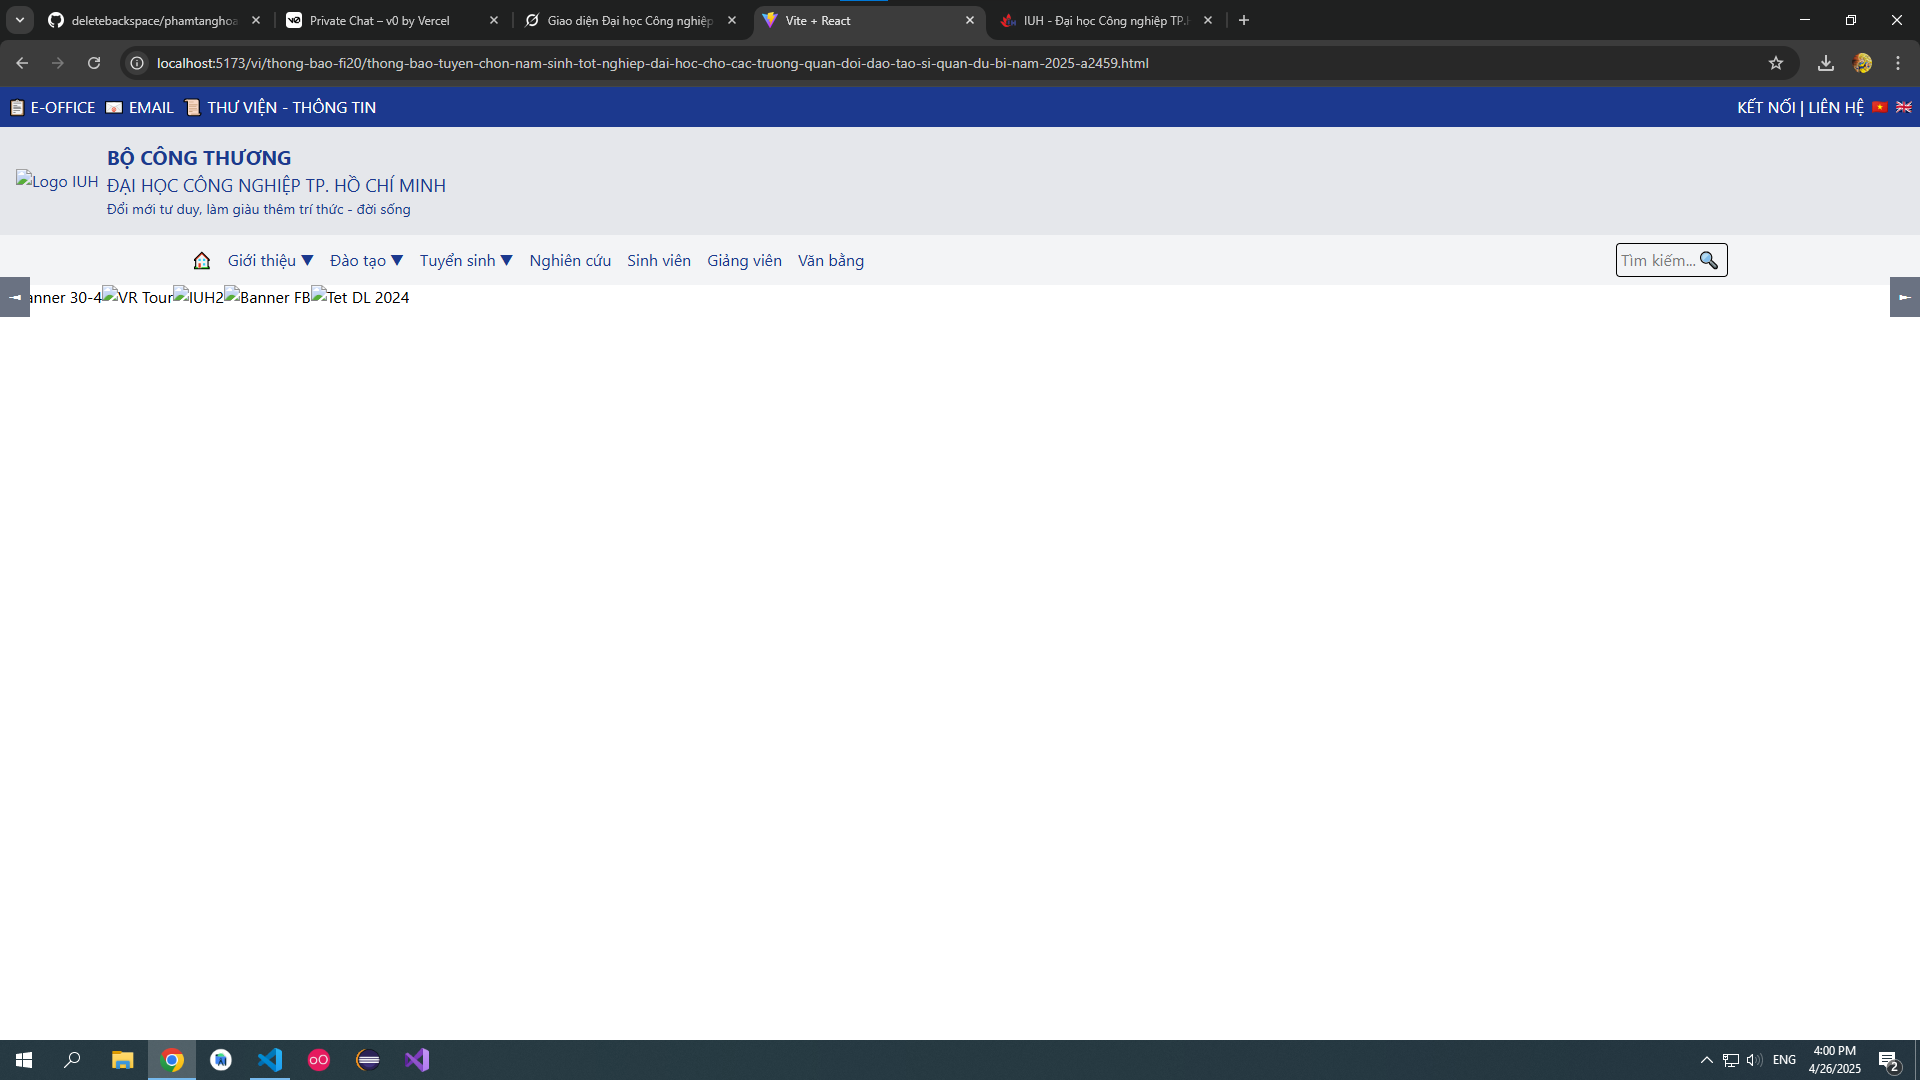 deletebackspace/phamtanghoa
Private Chat – v0 by Vercel
Giao diện Đại học Công nghiệp
Vite + React
IUH - Đại học Công nghiệp TP.H
localhost:5173/vi/thong-bao-fi20/thong-bao-tuyen-chon-nam-sinh-tot-nghiep-dai-hoc-cho-cac-truong-quan-doi-dao-tao-si-quan-du-bi-nam-2025-a2459.html
E-OFFICE EMAIL THƯ VIỆN - THÔNG TIN
KẾT NỐI | LIÊN HỆ
Logo IUH
BỘ CÔNG THƯƠNG
ĐẠI HỌC CÔNG NGHIỆP TP. HỒ CHÍ MINH
Đổi mới tư duy, làm giàu thêm trí thức - đời sống
Giới thiệu ▼ Đào tạo ▼ Tuyển sinh ▼ Nghiên cứu Sinh viên Giảng viên Văn bằng
Tìm kiếm...
anner 30-4 VR Tour IUH2 Banner FB Tet DL 2024
ENG
4:00 PM
4/26/2025
2